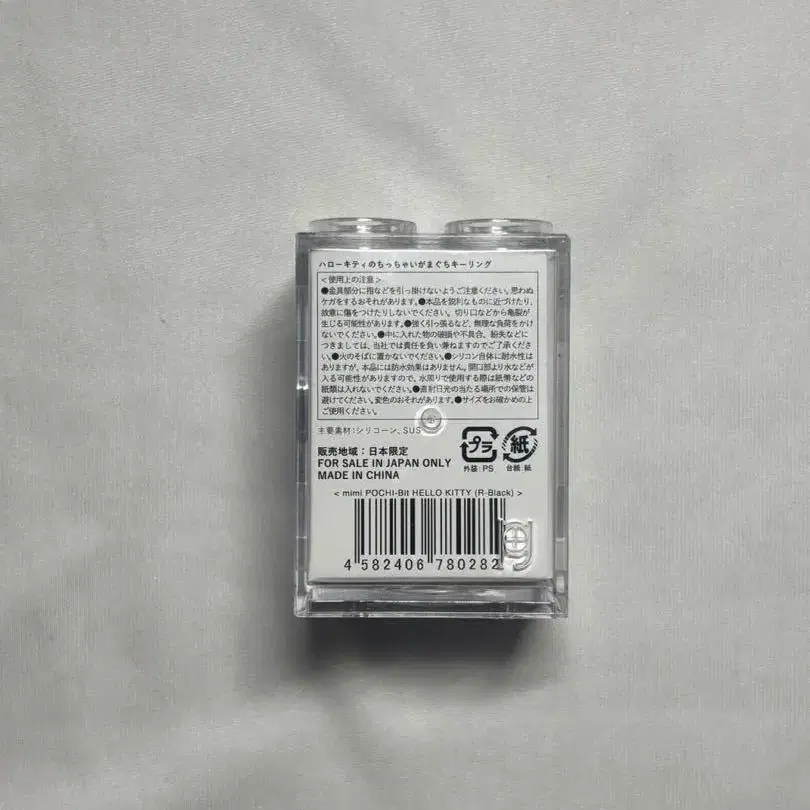 ハローキティのちっちゃいがまぐちキーリング
＜使用上の注意＞
●金具部分に指などを引っ掛けないようご注意ください。思わぬ
ケガをするおそれがあります。●本品を鋭利なものに近づけたり、
故意に傷をつけたりしないでください。切り口などから亀裂が
生じる可能性があります。●強く引っ張るなど、無理な負荷をかけ
ないでください。●中に入れた物の破損や不具合、紛失などに
つきましては、当社では責任を負い兼ねますのでご了承くださ
い。●火のそばに置かないでください。●シリコン自体に耐水性は
ありますが、本品には防水効果はありません。開口部より水などが
入る可能性がありますので、水周りで使用する際は紙幣などの
紙類は入れないでください。●直射日光の当たる場所での保管は
避けてください。変色のおそれがあります。●サイズをお確かめの上
ご使用ください。
主要素材:シリコーン、SUS
プラ 紙
外装:PS 台紙:紙
販売地域:日本限定
FOR SALE IN JAPAN ONLY
MADE IN CHINA
< mimi POCHI-Bit HELLO KITTY (R-Black) >
4 582406 780282
g